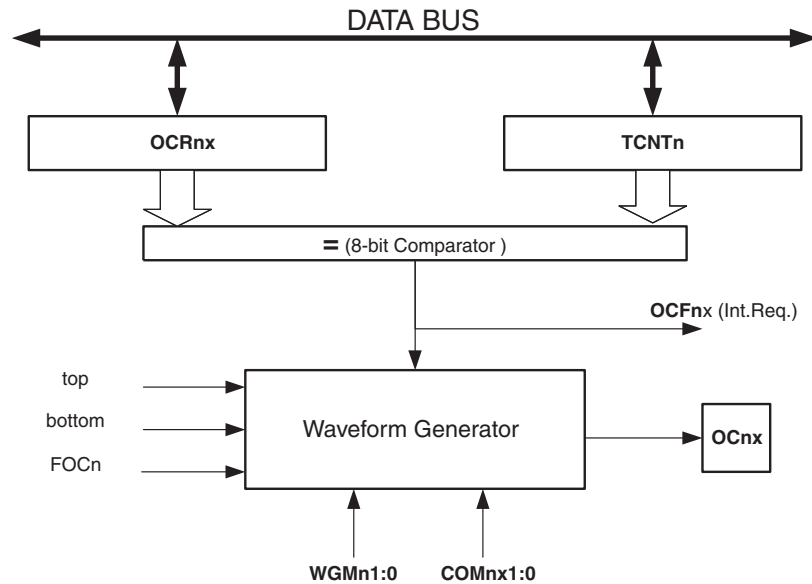 DATA BUS
OCRnx
TCNTn
= (8-bit Comparator )
OCFnx (Int.Req.)
top
bottom
FOCn
Waveform Generator
OCnx
WGMn1:0
COMnx1:0